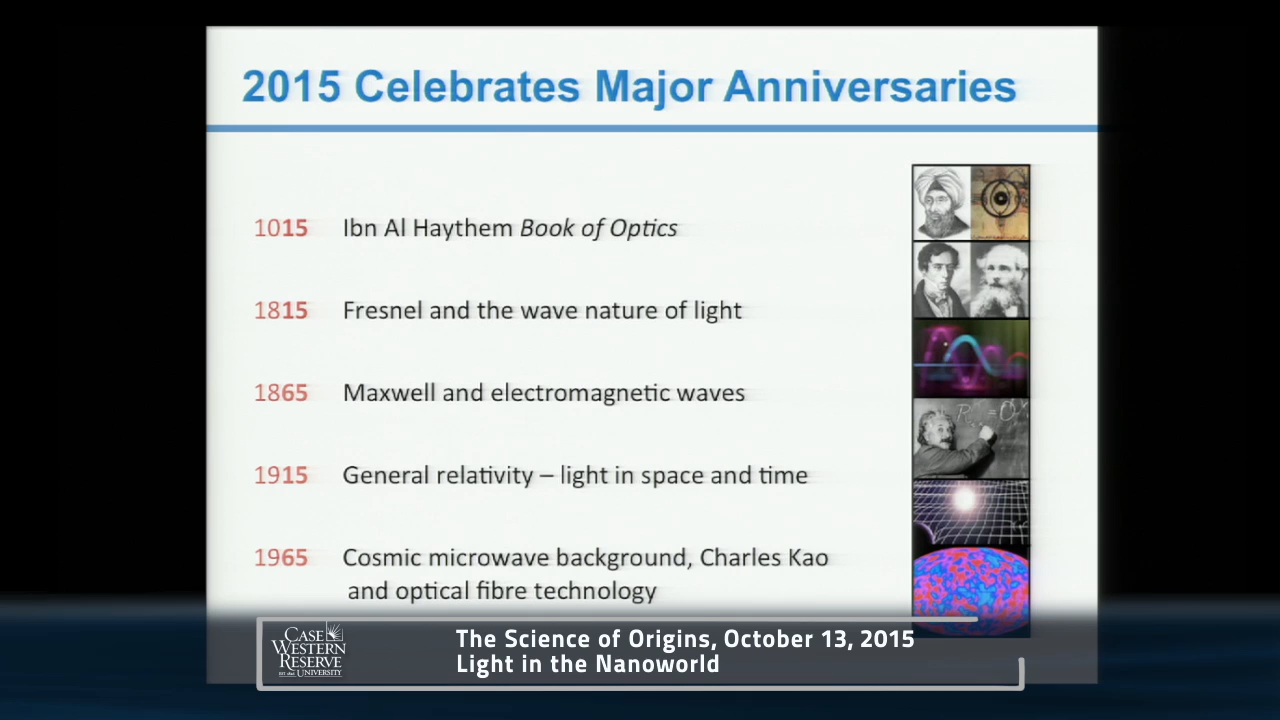 2015 Celebrates Major Anniversaries
1015 Ibn Al Haythem Book of Optics
1815 Fresnel and the wave nature of light
1865 Maxwell and electromagnetic waves
1915 General relativity – light in space and time
1965 Cosmic microwave background, Charles Kao
and optical fibre technology
CASE
WESTERN
RESERVE
UNIVERSITY
The Science of Origins, October 13, 2015
Light in the Nanoworld